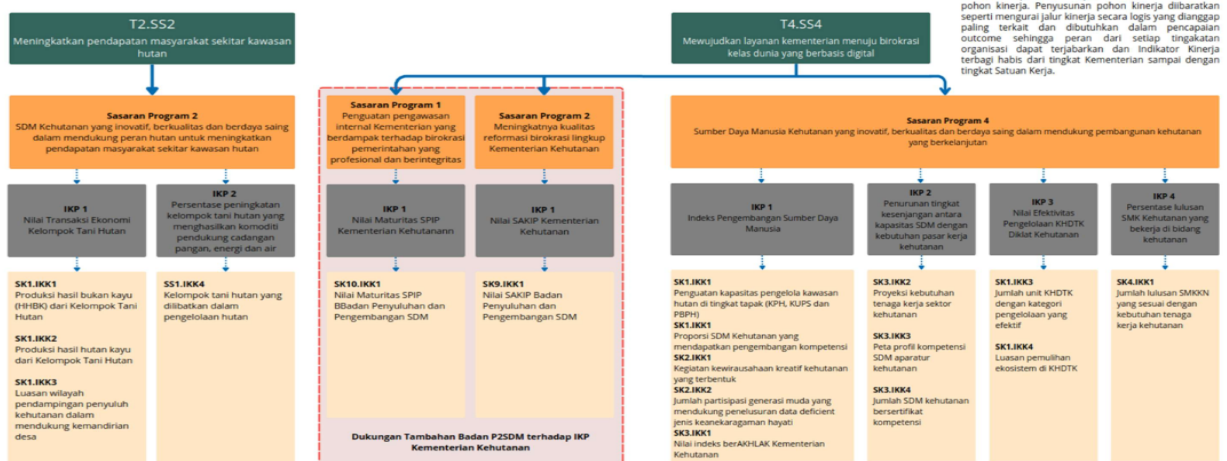 pohon kinerja. Penyusunan pohon kinerja diibaratkan
seperti mengurai jalur kinerja secara logis yang dianggap
paling terkait dan dibutuhkan dalam pencapaian
outcome sehingga peran dari setiap tingkatan
organisasi dapat terjabarkan dan Indikator Kinerja
terbagi habis dari tingkat Kementerian sampai dengan
tingkat Satuan Kerja.
T2.SS2
Meningkatkan pendapatan masyarakat sekitar kawasan
hutan
T4.SS4
Mewujudkan layanan kementerian menuju birokrasi
kelas dunia yang berbasis digital
Sasaran Program 2
SDM Kehutanan yang inovatif, berkualitas dan berdaya saing
dalam mendukung peran hutan untuk meningkatkan
pendapatan masyarakat sekitar kawasan hutan
Sasaran Program 1
Penguatan pengawasan
internal Kementerian yang
berdampak terhadap birokrasi
pemerintahan yang
profesional dan berintegritas
Sasaran Program 2
Meningkatnya kualitas
reformasi birokrasi lingkup
Kementerian Kehutanan
Sasaran Program 4
Sumber Daya Manusia Kehutanan yang inovatif, berkualitas dan berdaya saing dalam mendukung pembangunan kehutanan
yang berkelanjutan
IKP 1
Nilai Transaksi Ekonomi
Kelompok Tani Hutan
IKP 2
Persentase peningkatan
kelompok tani hutan yang
menghasilkan komoditi
pendukung cadangan
pangan, energi dan air
IKP 1
Nilai Maturitas SPIP
Kementerian Kehutanann
IKP 1
Nilai SAKIP Kementerian
Kehutanan
IKP 1
Indeks Pengembangan Sumber Daya
Manusia
IKP 2
Penurunan tingkat
kesenjangan antara
kapasitas SDM dengan
kebutuhan pasar kerja
kehutanan
IKP 3
Nilai Efektivitas
Pengelolaan KHDTK
Diklat Kehutanan
IKP 4
Persentase lulusan
SMK Kehutanan yang
bekerja di bidang
kehutanan
SK1.IKK1
Produksi hasil bukan kayu
(HHBK) dari Kelompok Tani
Hutan
SK1.IKK2
Produksi hasil hutan kayu
dari Kelompok Tani Hutan
SK1.IKK3
Luasan wilayah
pendampingan penyuluh
kehutanan dalam
mendukung kemandirian
desa
SS1.IKK4
Kelompok tani hutan yang
dilibatkan dalam
pengelolaan hutan
SK10.IKK1
Nilai Maturitas SPIP
BBadan Penyuluhan dan
Pengembangan SDM
SK9.IKK1
Nilai SAKIP Badan
Penyuluhan dan
Pengembangan SDM
Dukungan Tambahan Badan P2SDM terhadap IKP
Kementerian Kehutanan
SK1.IKK1
Penguatan kapasitas pengelola kawasan
hutan di tingkat tapak (KPH, KUPS dan
PBPH)
SK1.IKK1
Proporsi SDM Kehutanan yang
mendapatkan pengembangan kompetensi
SK2.IKK1
Kegiatan kewirausahaan kreatif kehutanan
yang terbentuk
SK2.IKK2
Jumlah partisipasi generasi muda yang
mendukung penelusuran data deficient
jenis keanekaragaman hayati
SK3.IKK1
Nilai indeks berAKHLAK Kementerian
Kehutanan
SK3.IKK2
Proyeksi kebutuhan
tenaga kerja sektor
kehutanan
SK3.IKK3
Peta profil kompetensi
SDM aparatur
kehutanan
SK3.IKK4
Jumlah SDM kehutanan
bersertifikat
kompetensi
SK1.IKK3
Jumlah unit KHDTK
dengan kategori
pengelolaan yang
efektif
SK1.IKK4
Luasan pemulihan
ekosistem di KHDTK
SK4.IKK1
Jumlah lulusan SMKKN
yang sesuai dengan
kebutuhan tenaga
kerja kehutanan